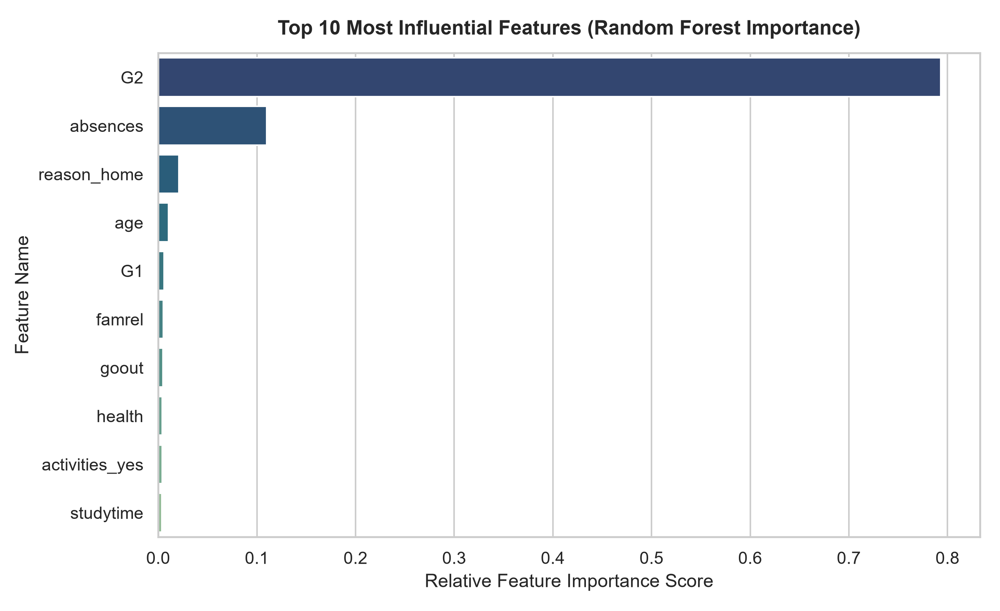 Top 10 Most Influential Features (Random Forest Importance)
Feature Name
G2
absences
reason_home
age
G1
famrel
goout
health
activities_yes
studytime
0.0 0.1 0.2 0.3 0.4 0.5 0.6 0.7 0.8
Relative Feature Importance Score